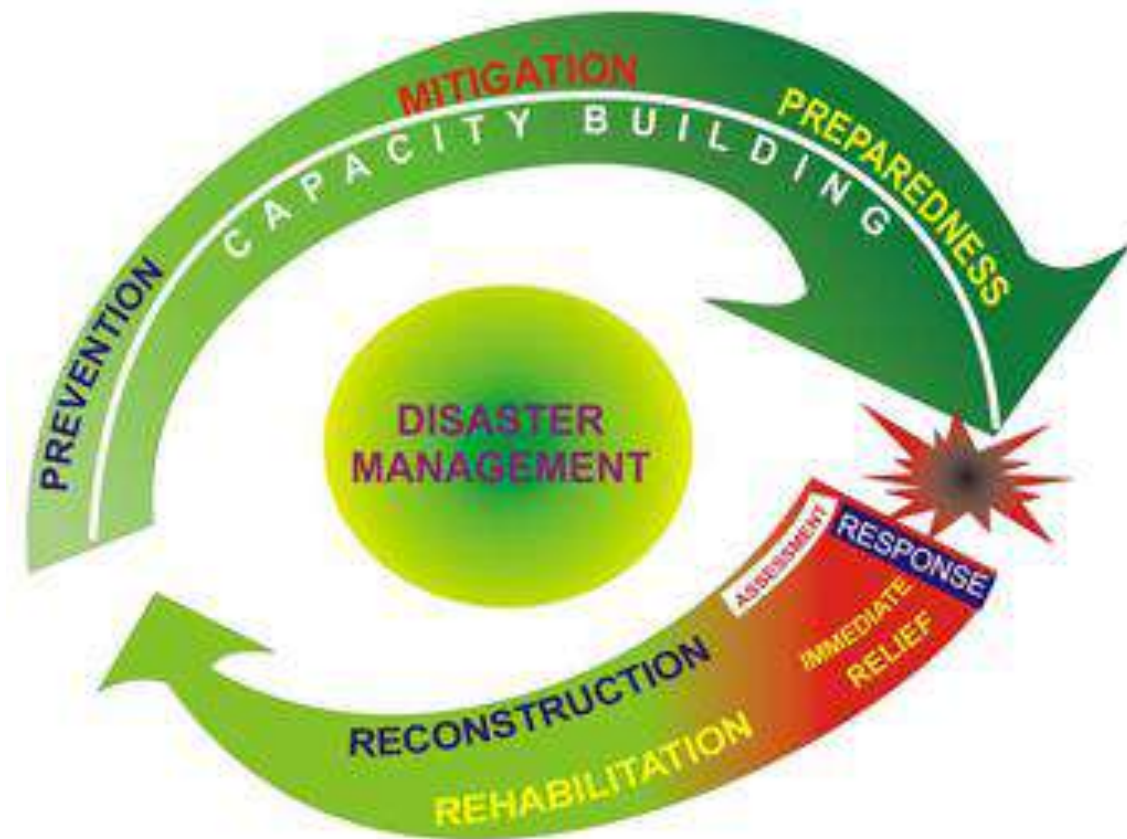 PREVENTION
MITIGATION
PREPAREDNESS
CAPACITY BUILDING
DISASTER
MANAGEMENT
RESPONSE
ASSESSMENT
IMMEDIATE
RELIEF
RECONSTRUCTION
REHABILITATION